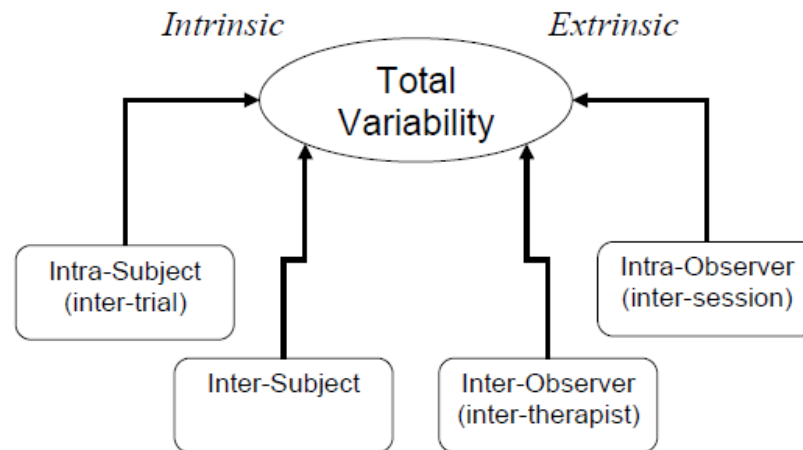 Intrinsic
Extrinsic
Total
Variability
Intra-Subject
(inter-trial)
Intra-Observer
(inter-session)
Inter-Subject
Inter-Observer
(inter-therapist)